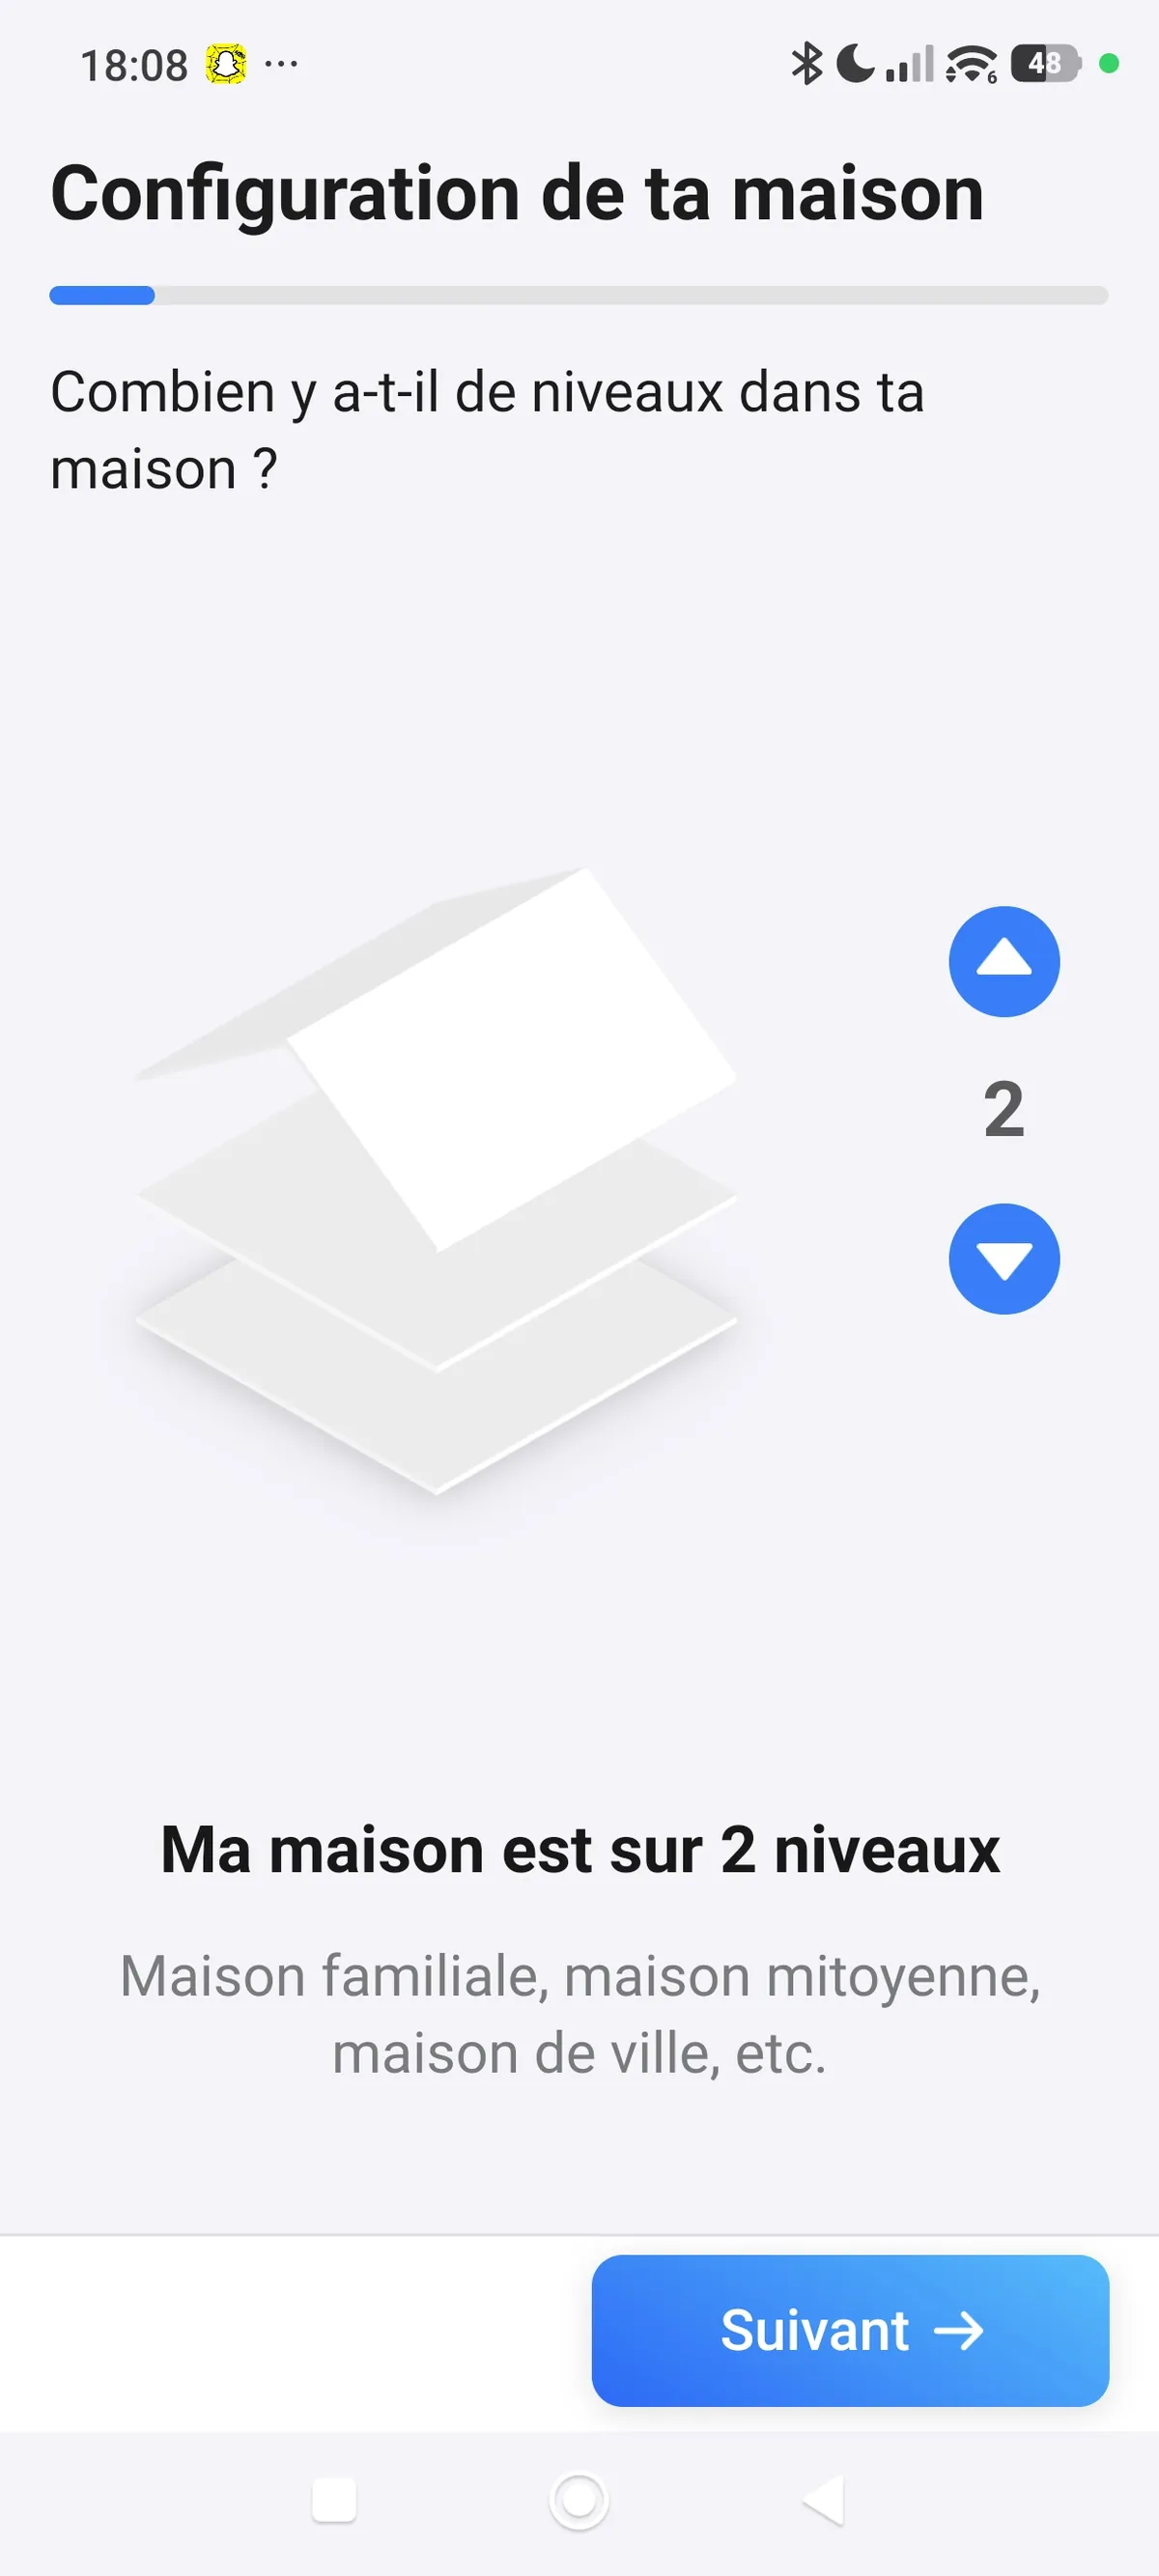 18:08 ... 6 48
Configuration de ta maison
Combien y a-t-il de niveaux dans ta
maison ?
2
Ma maison est sur 2 niveaux
Maison familiale, maison mitoyenne,
maison de ville, etc.
Suivant →